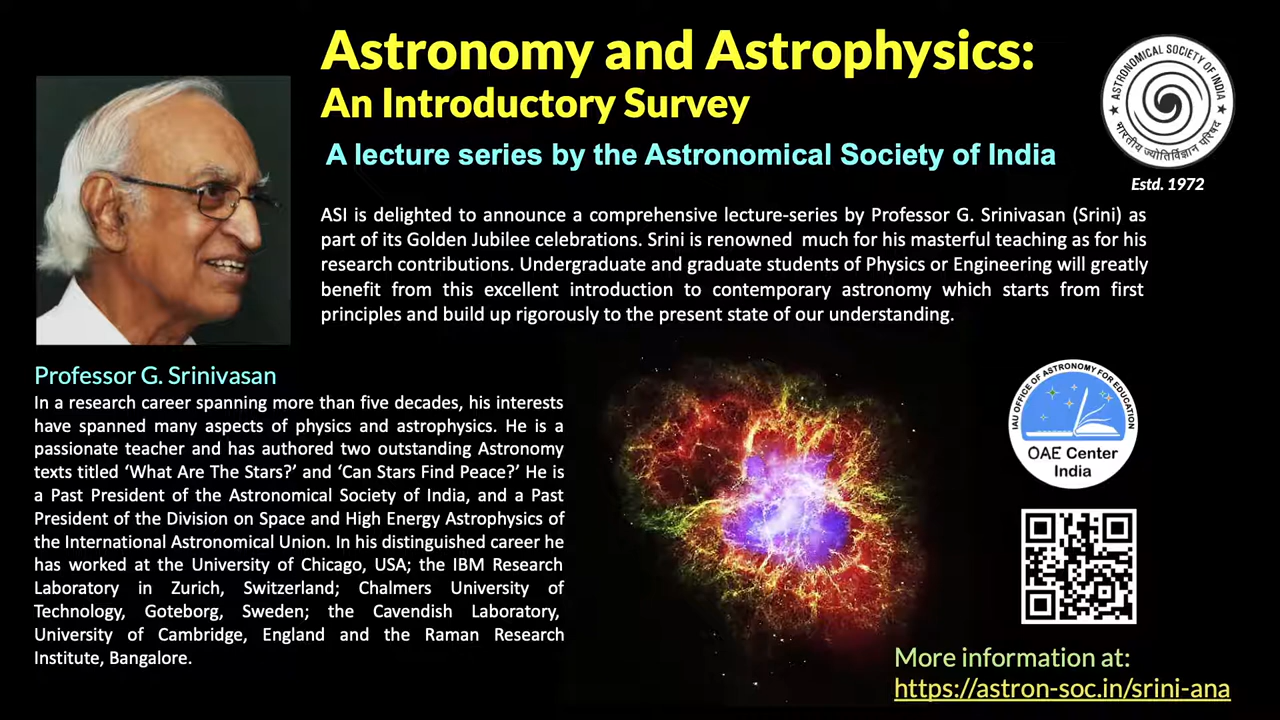 Astronomy and Astrophysics:
An Introductory Survey
A lecture series by the Astronomical Society of India
ASTRONOMICAL SOCIETY OF INDIA
भारतीय ज्योतिर्विज्ञान परिषद
Estd. 1972
ASI is delighted to announce a comprehensive lecture-series by Professor G. Srinivasan (Srini) as
part of its Golden Jubilee celebrations. Srini is renowned much for his masterful teaching as for his
research contributions. Undergraduate and graduate students of Physics or Engineering will greatly
benefit from this excellent introduction to contemporary astronomy which starts from first
principles and build up rigorously to the present state of our understanding.
Professor G. Srinivasan
In a research career spanning more than five decades, his interests
have spanned many aspects of physics and astrophysics. He is a
passionate teacher and has authored two outstanding Astronomy
texts titled ‘What Are The Stars?’ and ‘Can Stars Find Peace?’ He is
a Past President of the Astronomical Society of India, and a Past
President of the Division on Space and High Energy Astrophysics of
the International Astronomical Union. In his distinguished career he
has worked at the University of Chicago, USA; the IBM Research
Laboratory in Zurich, Switzerland; Chalmers University of
Technology, Goteborg, Sweden; the Cavendish Laboratory,
University of Cambridge, England and the Raman Research
Institute, Bangalore.
IAU OFFICE OF ASTRONOMY FOR EDUCATION
OAE Center
India
More information at:
https://astron-soc.in/srini-ana